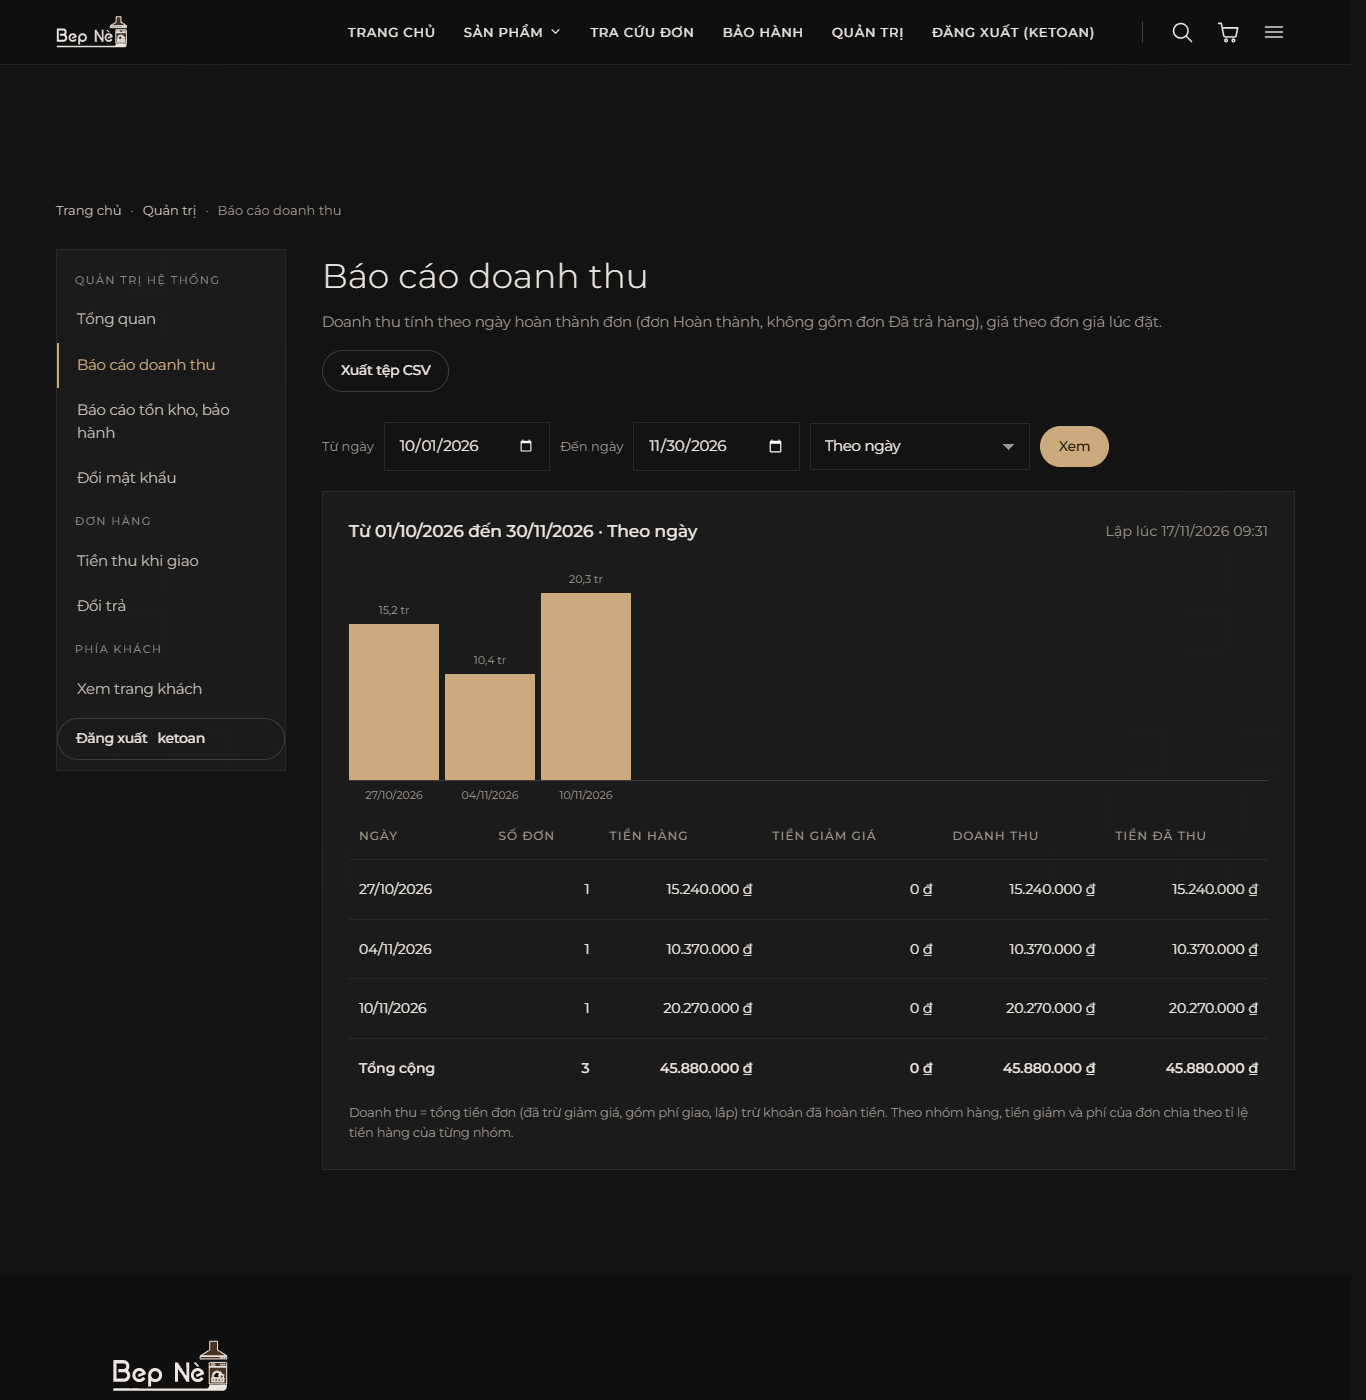 Bep Nè
TRANG CHỦ
SẢN PHẨM
TRA CỨU ĐƠN
BẢO HÀNH
QUẢN TRỊ
ĐĂNG XUẤT (KETOAN)
Trang chủ · Quản trị · Báo cáo doanh thu
QUẢN TRỊ HỆ THỐNG
Tổng quan
Báo cáo doanh thu
Báo cáo tồn kho, bảo
hành
Đổi mật khẩu
ĐƠN HÀNG
Tiền thu khi giao
Đổi trả
PHÍA KHÁCH
Xem trang khách
Đăng xuất ketoan
Báo cáo doanh thu
Doanh thu tính theo ngày hoàn thành đơn (đơn Hoàn thành, không gồm đơn Đã trả hàng), giá theo đơn giá lúc đặt.
Xuất tệp CSV
Từ ngày 10/01/2026 Đến ngày 11/30/2026 Theo ngày Xem
Từ 01/10/2026 đến 30/11/2026 · Theo ngày
Lập lúc 17/11/2026 09:31
15,2 tr 10,4 tr 20,3 tr
27/10/2026 04/11/2026 10/11/2026
NGÀY SỐ ĐƠN TIỀN HÀNG TIỀN GIẢM GIÁ DOANH THU TIỀN ĐÃ THU
27/10/2026 1 15.240.000 ₫ 0 ₫ 15.240.000 ₫ 15.240.000 ₫
04/11/2026 1 10.370.000 ₫ 0 ₫ 10.370.000 ₫ 10.370.000 ₫
10/11/2026 1 20.270.000 ₫ 0 ₫ 20.270.000 ₫ 20.270.000 ₫
Tổng cộng 3 45.880.000 ₫ 0 ₫ 45.880.000 ₫ 45.880.000 ₫
Doanh thu = tổng tiền đơn (đã trừ giảm giá, gồm phí giao, lắp) trừ khoản đã hoàn tiền. Theo nhóm hàng, tiền giảm và phí của đơn chia theo tỉ lệ
tiền hàng của từng nhóm.
Bep Nè